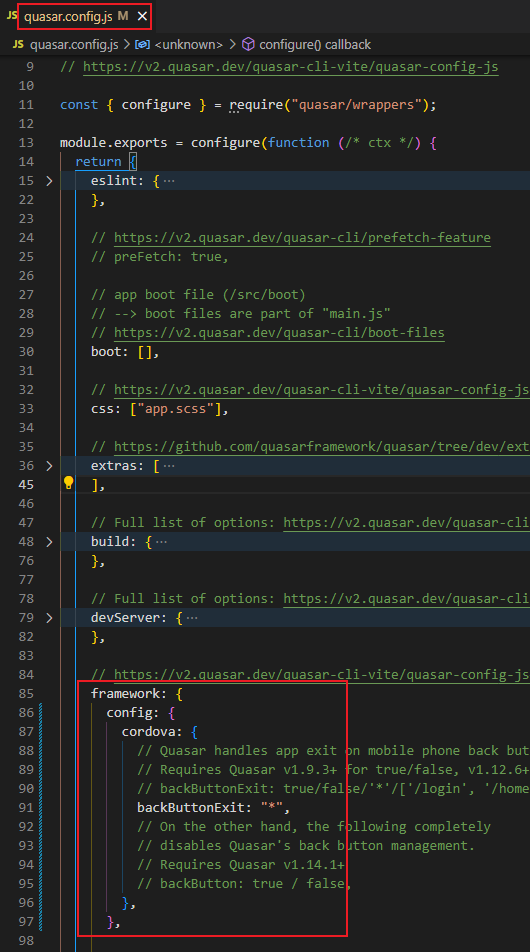 JS quasar.config.js M ✕
JS quasar.config.js > <unknown> > configure() callback
9 // https://v2.quasar.dev/quasar-cli-vite/quasar-config-js
10
11 const { configure } = require("quasar/wrappers");
12
13 module.exports = configure(function (/* ctx */) {
14 return {
15 > eslint: { ···
22 },
23
24 // https://v2.quasar.dev/quasar-cli/prefetch-feature
25 // preFetch: true,
26
27 // app boot file (/src/boot)
28 // --> boot files are part of "main.js"
29 // https://v2.quasar.dev/quasar-cli/boot-files
30 boot: [],
31
32 // https://v2.quasar.dev/quasar-cli-vite/quasar-config-js
33 css: ["app.scss"],
34
35 // https://github.com/quasarframework/quasar/tree/dev/ext
36 > extras: [ ···
45 ],
46
47 // Full list of options: https://v2.quasar.dev/quasar-cli
48 > build: { ···
76 },
77
78 // Full list of options: https://v2.quasar.dev/quasar-cli
79 > devServer: { ···
82 },
83
84 // https://v2.quasar.dev/quasar-cli-vite/quasar-config-js
85 framework: {
86 config: {
87 cordova: {
88 // Quasar handles app exit on mobile phone back but
89 // Requires Quasar v1.9.3+ for true/false, v1.12.6+
90 // backButtonExit: true/false/'*'/['/login', '/home
91 backButtonExit: "*",
92 // On the other hand, the following completely
93 // disables Quasar's back button management.
94 // Requires Quasar v1.14.1+
95 // backButton: true / false,
96 },
97 },
98